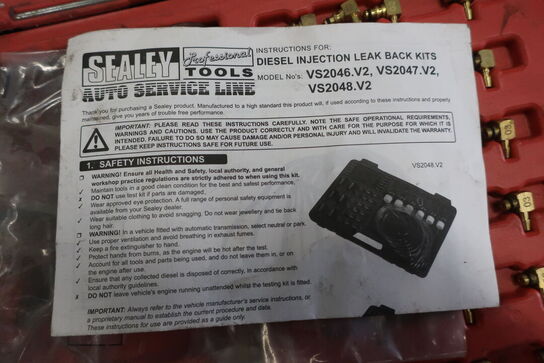 SEALEY
Professional
TOOLS
AUTO SERVICE LINE
INSTRUCTIONS FOR:
DIESEL INJECTION LEAK BACK KITS
MODEL No's: VS2046.V2, VS2047.V2,
VS2048.V2
Thank you for purchasing a Sealey product. Manufactured to a high standard this product will, if used according to these instructions and properly
maintained, give you years of trouble free performance.
IMPORTANT: PLEASE READ THESE INSTRUCTIONS CAREFULLY. NOTE THE SAFE OPERATIONAL REQUIREMENTS,
WARNINGS AND CAUTIONS. USE THE PRODUCT CORRECTLY AND WITH CARE FOR THE PURPOSE FOR WHICH IT IS
INTENDED. FAILURE TO DO SO MAY CAUSE DAMAGE AND/OR PERSONAL INJURY AND WILL INVALIDATE THE WARRANTY.
PLEASE KEEP INSTRUCTIONS SAFE FOR FUTURE USE.
1. SAFETY INSTRUCTIONS
❒ WARNING! Ensure all Health and Safety, local authority, and general
workshop practice regulations are strictly adhered to when using this kit.
✓ Maintain tools in a good clean condition for the best and safest performance.
✗ DO NOT use test kit if parts are damaged.
✓ Wear approved eye protection. A full range of personal safety equipment is
available from your Sealey dealer.
✓ Wear suitable clothing to avoid snagging. Do not wear jewellery and tie back
long hair.
❒ WARNING! In a vehicle fitted with automatic transmission, select neutral or park.
✓ Use proper ventilation and avoid breathing in exhaust fumes.
✓ Keep a fire extinguisher to hand.
✓ Protect hands from burns, as the engine will be hot after the test.
✓ Account for all tools and parts being used, and do not leave them in, or on
the engine after use.
✓ Ensure that any collected diesel is disposed of correctly, in accordance with
local authority guidelines.
✗ DO NOT leave vehicle's engine running unattended whilst the testing kit is fitted.
IMPORTANT: Always refer to the vehicle manufacturer's service instructions, or
a proprietary manual to establish the current procedure and data.
These instructions for use are provided as a guide only.
VS2048.V2
03
03